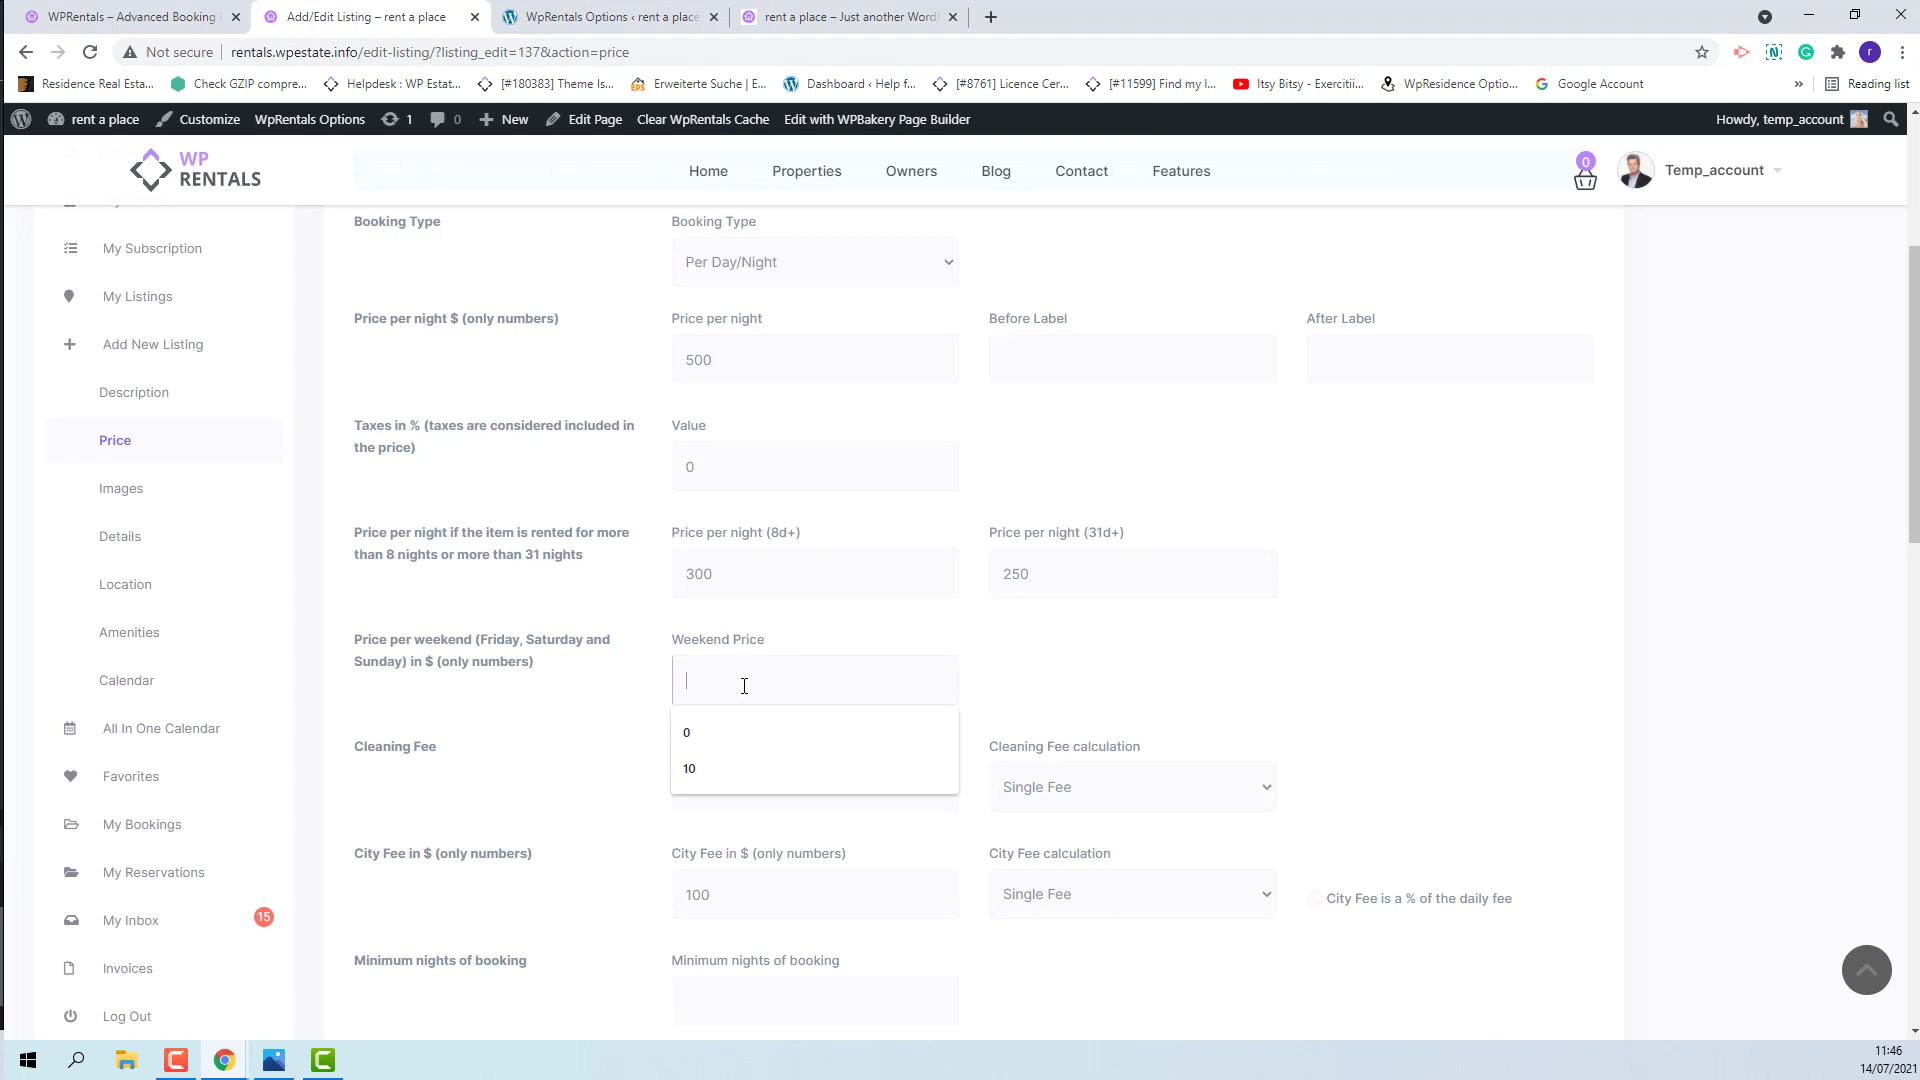 WPRentals – Advanced Booking
Add/Edit Listing – rent a place
WpRentals Options ‹ rent a place
rent a place – Just another Word
Not secure
rentals.wpestate.info/edit-listing/?listing_edit=137&action=price
Residence Real Esta...
Check GZIP compre...
Helpdesk : WP Estat...
[#180383] Theme Is...
Erweiterte Suche | E...
Dashboard ‹ Help f...
[#8761] Licence Cer...
[#11599] Find my l...
Itsy Bitsy - Exercitii...
WpResidence Optio...
Google Account
»
Reading list
rent a place
Customize
WpRentals Options
1
0
New
Edit Page
Clear WpRentals Cache
Edit with WPBakery Page Builder
Howdy, temp_account
WP
RENTALS
Home
Properties
Owners
Blog
Contact
Features
0
Temp_account
My Subscription
My Listings
Add New Listing
Description
Price
Images
Details
Location
Amenities
Calendar
All In One Calendar
Favorites
My Bookings
My Reservations
My Inbox
15
Invoices
Log Out
Booking Type
Booking Type
Per Day/Night
Price per night $ (only numbers)
Price per night
500
Before Label
After Label
Taxes in % (taxes are considered included in
the price)
Value
0
Price per night if the item is rented for more
than 8 nights or more than 31 nights
Price per night (8d+)
300
Price per night (31d+)
250
Price per weekend (Friday, Saturday and
Sunday) in $ (only numbers)
Weekend Price
0
10
Cleaning Fee
Cleaning Fee calculation
Single Fee
City Fee in $ (only numbers)
City Fee in $ (only numbers)
100
City Fee calculation
Single Fee
City Fee is a % of the daily fee
Minimum nights of booking
Minimum nights of booking
11:46
14/07/2021